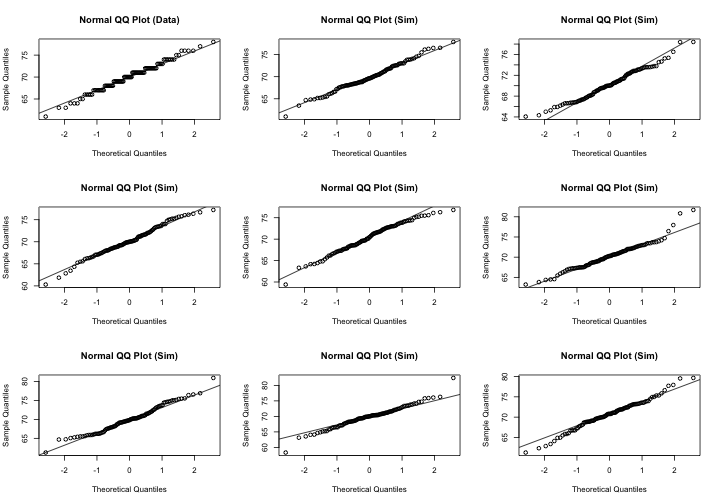 Normal QQ Plot (Data)
Normal QQ Plot (Sim)
Normal QQ Plot (Sim)
Sample Quantiles
65 70 75
-2 -1 0 1 2
Theoretical Quantiles
Sample Quantiles
65 70 75
-2 -1 0 1 2
Theoretical Quantiles
Sample Quantiles
64 68 72 76
-2 -1 0 1 2
Theoretical Quantiles
Normal QQ Plot (Sim)
Normal QQ Plot (Sim)
Normal QQ Plot (Sim)
Sample Quantiles
60 65 70 75
-2 -1 0 1 2
Theoretical Quantiles
Sample Quantiles
60 65 70 75
-2 -1 0 1 2
Theoretical Quantiles
Sample Quantiles
65 70 75 80
-2 -1 0 1 2
Theoretical Quantiles
Normal QQ Plot (Sim)
Normal QQ Plot (Sim)
Normal QQ Plot (Sim)
Sample Quantiles
65 70 75 80
-2 -1 0 1 2
Theoretical Quantiles
Sample Quantiles
60 65 70 75 80
-2 -1 0 1 2
Theoretical Quantiles
Sample Quantiles
65 70 75 80
-2 -1 0 1 2
Theoretical Quantiles